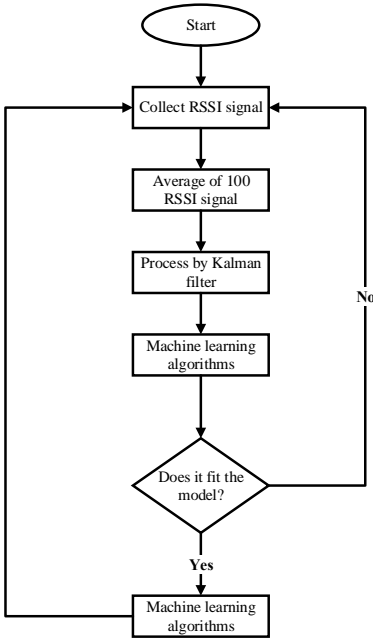 Start
Collect RSSI signal
Average of 100
RSSI signal
Process by Kalman
filter
No
Machine learning
algorithms
Does it fit the
model?
Yes
Machine learning
algorithms